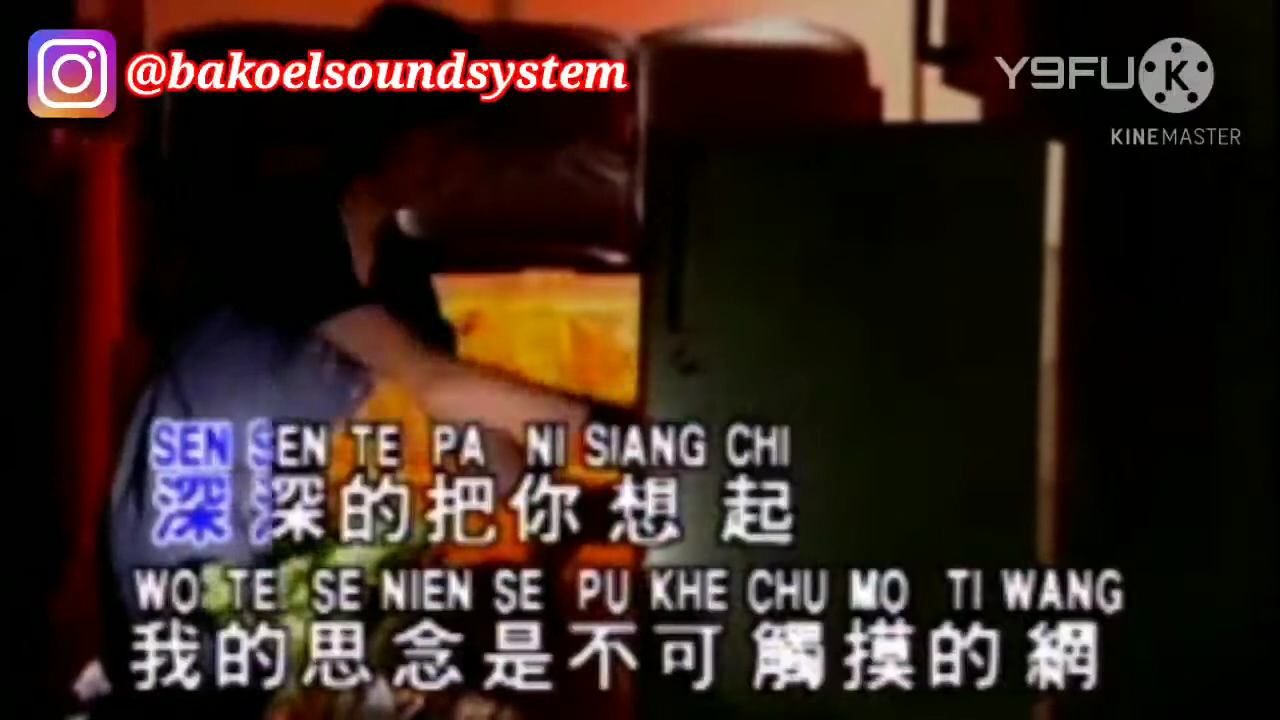 @bakoelsoundsystem
Y9FU
KINEMASTER
SEN SEN TE PA NI SIANG CHI
深深的把你想起
WO TE SE NIEN SE PU KHE CHU MO TI WANG
我的思念是不可觸摸的網